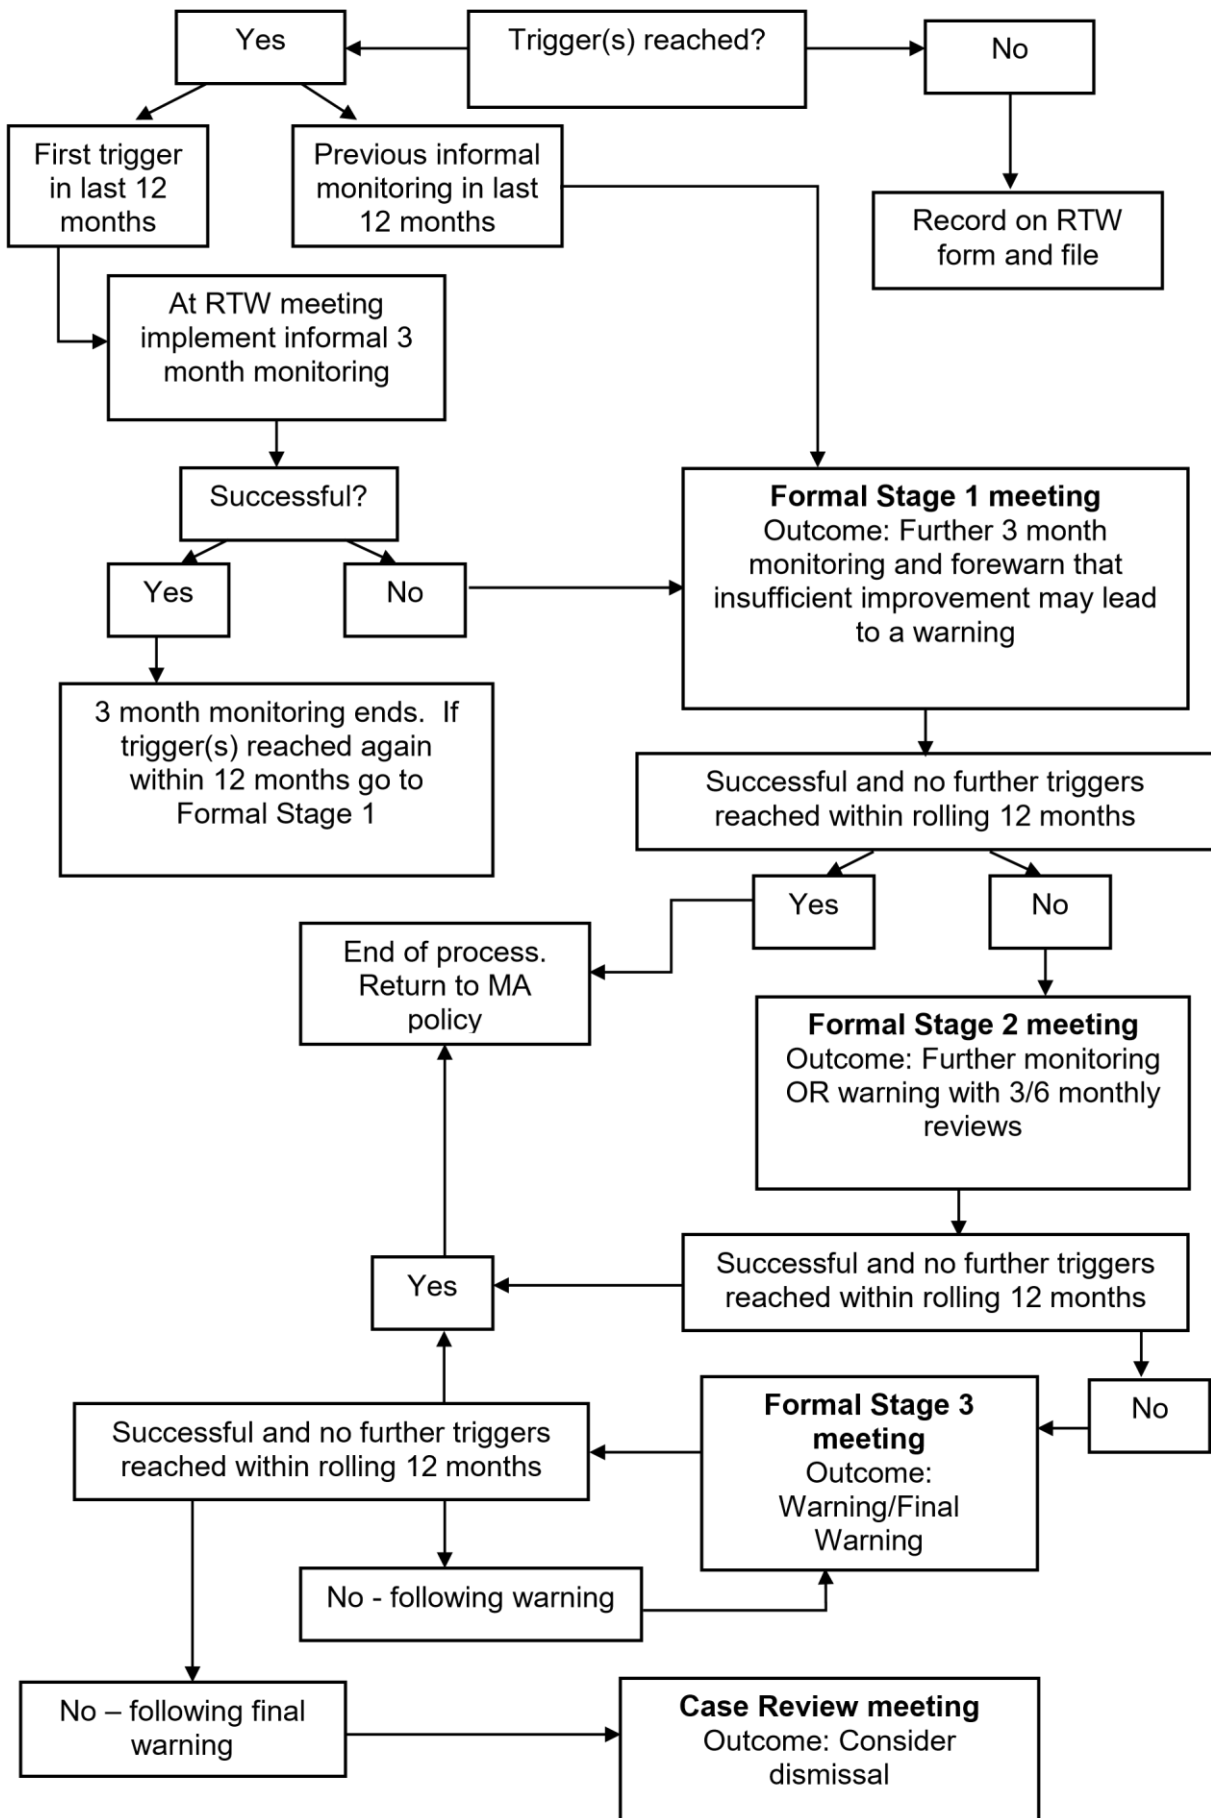 Yes
Trigger(s) reached?
No
First trigger
in last 12
months
Previous informal
monitoring in last
12 months
Record on RTW
form and file
At RTW meeting
implement informal 3
month monitoring
Successful?
Formal Stage 1 meeting
Outcome: Further 3 month
monitoring and forewarn that
insufficient improvement may lead
to a warning
Yes
No
3 month monitoring ends.  If
trigger(s) reached again
within 12 months go to
Formal Stage 1
Successful and no further triggers
reached within rolling 12 months
Yes
No
End of process.
Return to MA
policy
Formal Stage 2 meeting
Outcome: Further monitoring
OR warning with 3/6 monthly
reviews
Successful and no further triggers
reached within rolling 12 months
Yes
No
Formal Stage 3
meeting
Outcome:
Warning/Final
Warning
Successful and no further triggers
reached within rolling 12 months
No - following warning
No – following final
warning
Case Review meeting
Outcome: Consider
dismissal